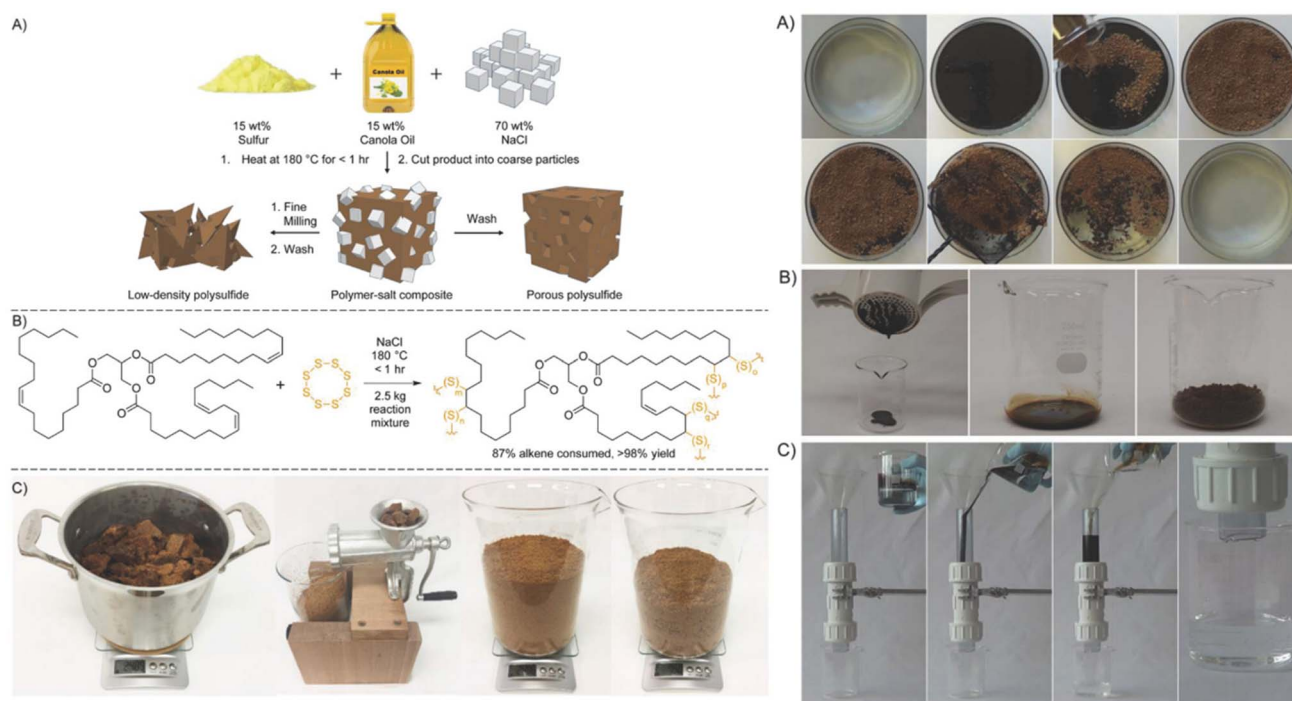 A)
Canola Oil
+
+
15 wt%
Sulfur
15 wt%
Canola Oil
70 wt%
NaCl
1. Heat at 180 °C for < 1 hr
2. Cut product into coarse particles
1. Fine
Milling
2. Wash
Wash
Low-density polysulfide
Polymer-salt composite
Porous polysulfide
B)
O
O
O
O
O
O
+
S
S
S
S
S
S
S
S
NaCl
180 °C
< 1 hr
2.5 kg
reaction
mixture
O
O
O
O
O
O
(S)m
(S)n
(S)o
(S)p
(S)q
(S)r
87% alkene consumed, >98% yield
C)
A)
B)
C)